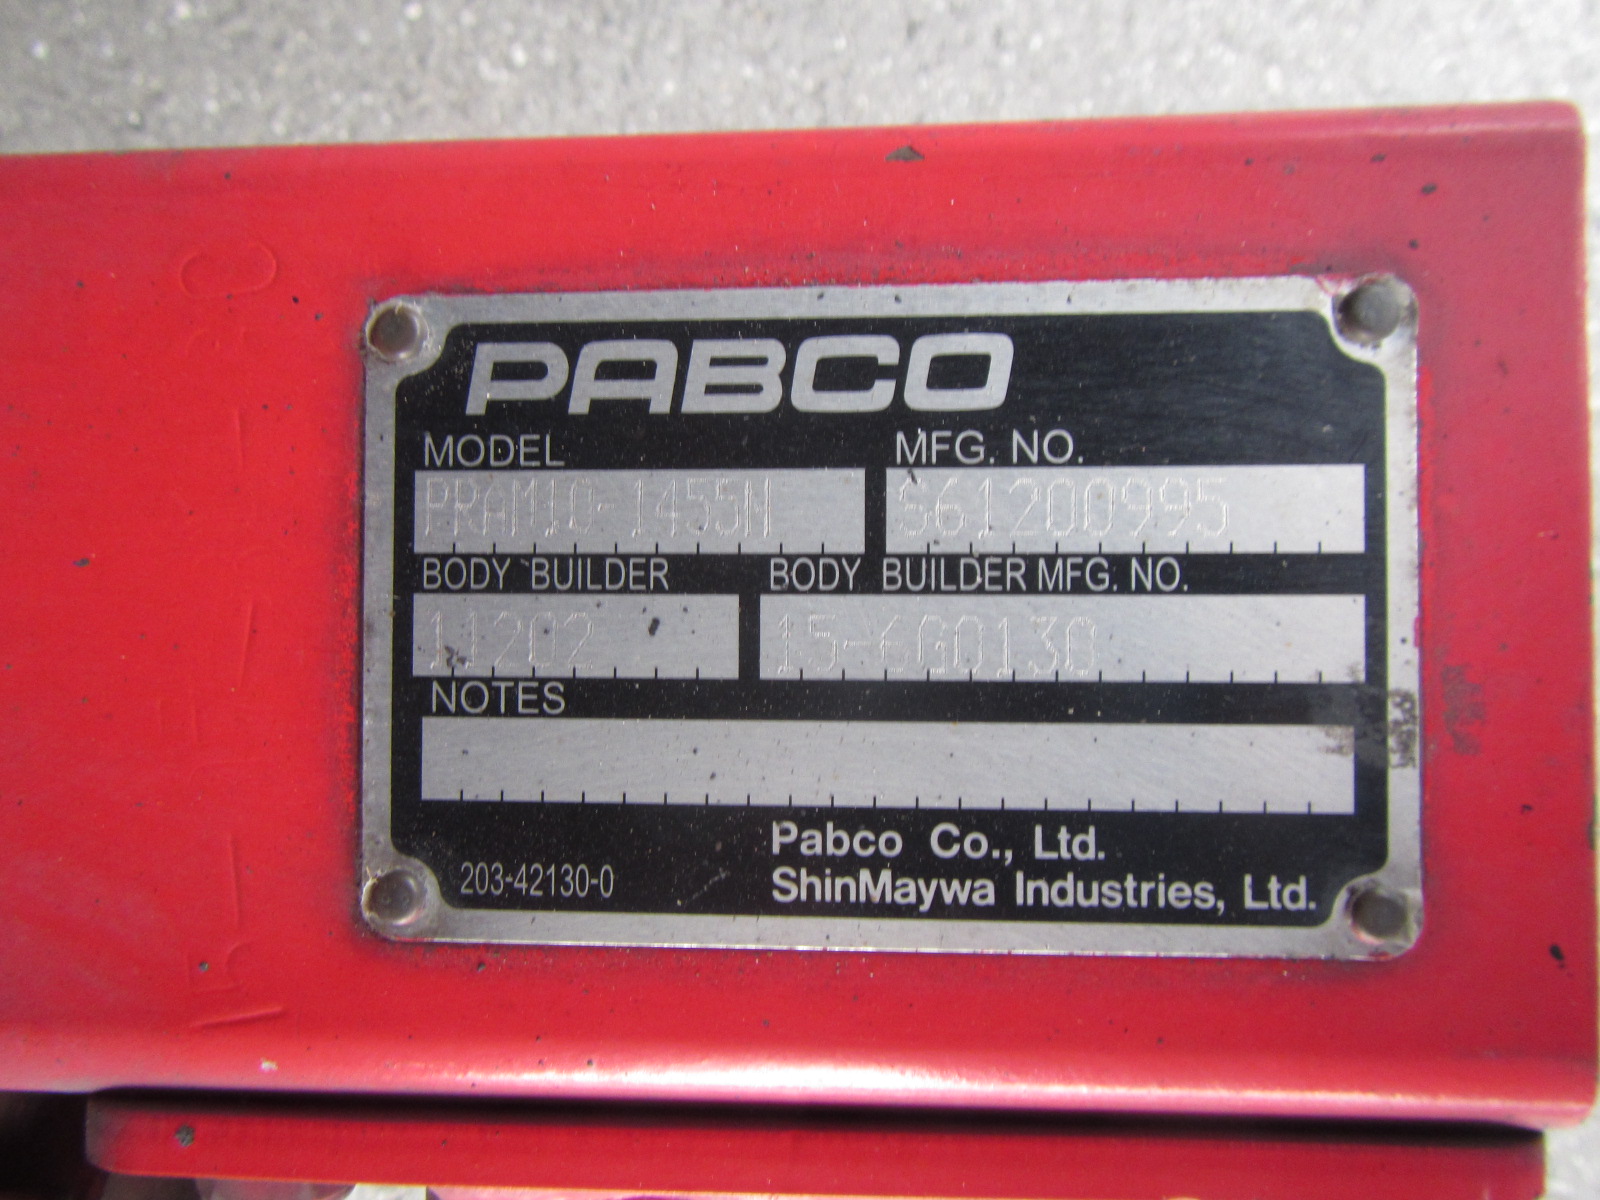 PABCO
MODEL MFG. NO.
PRAM10-1455N S61200995
BODY BUILDER BODY BUILDER MFG. NO.
11202 15-6G0130
NOTES
Pabco Co., Ltd.
203-42130-0 ShinMaywa Industries, Ltd.